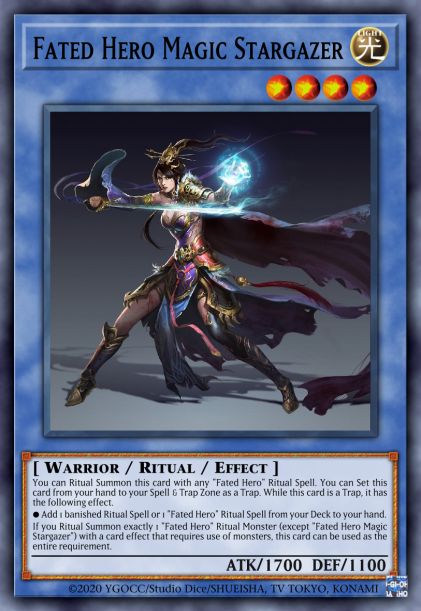 FATED HERO MAGIC STARGAZER
LIGHT
光
[ WARRIOR / RITUAL / EFFECT ]
You can Ritual Summon this card with any "Fated Hero" Ritual Spell. You can Set this
card from your hand to your Spell & Trap Zone as a Trap. While this card is a Trap, it has
the following effect.
● Add 1 banished Ritual Spell or 1 "Fated Hero" Ritual Spell from your Deck to your hand.
If you Ritual Summon exactly 1 "Fated Hero" Ritual Monster (except "Fated Hero Magic
Stargazer") with a card effect that requires use of monsters, this card can be used as the
entire requirement.
ATK/1700 DEF/1100
©2020 YGOCC/Studio Dice/SHUEISHA, TV TOKYO, KONAMI